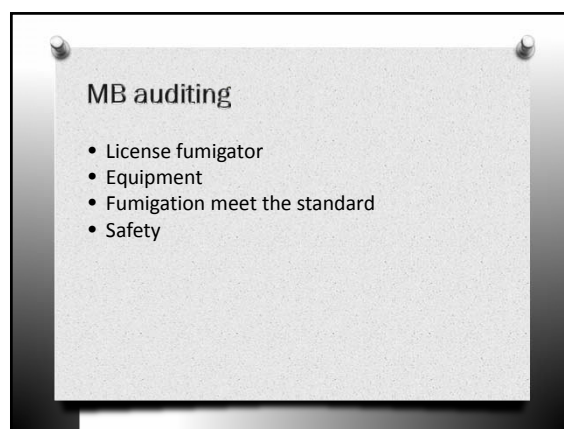 MB auditing
• License fumigator
• Equipment
• Fumigation meet the standard
• Safety